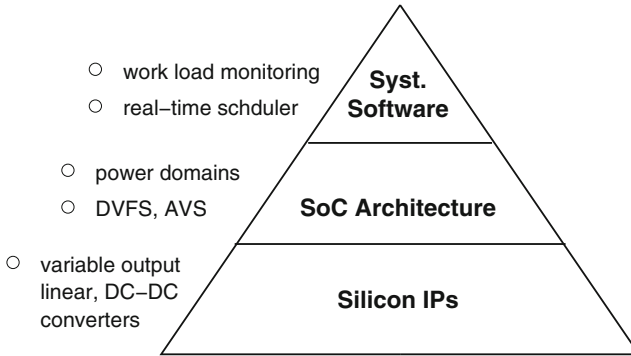 work load monitoring
real-time schduler
Syst.
Software
power domains
DVFS, AVS
SoC Architecture
variable output
linear, DC-DC
converters
Silicon IPs